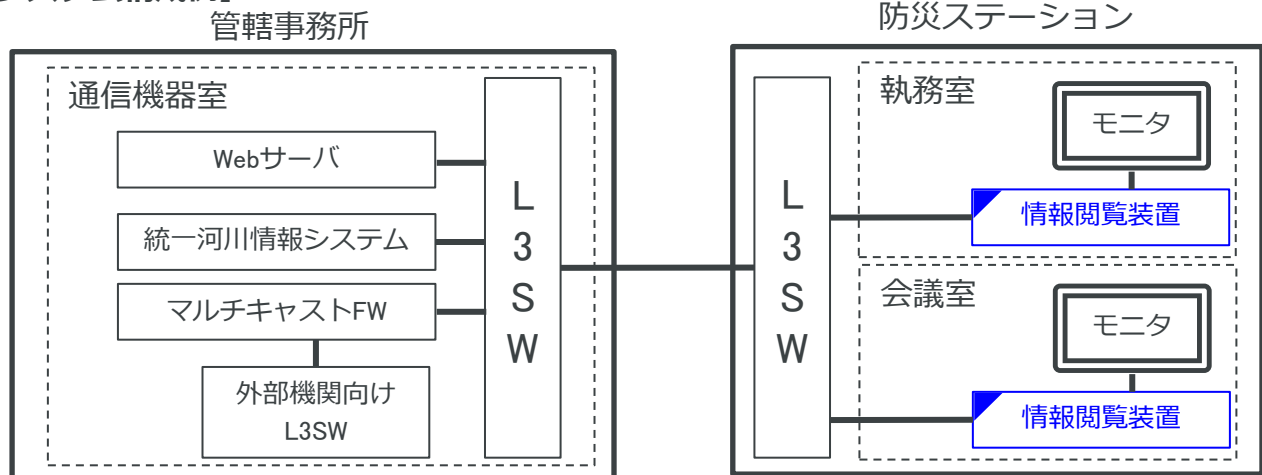 管轄事務所
防災ステーション
通信機器室
Webサーバ
統一河川情報システム
マルチキャストFW
外部機関向け
L3SW
L
3
S
W
L
3
S
W
執務室
モニタ
情報閲覧装置
会議室
モニタ
情報閲覧装置